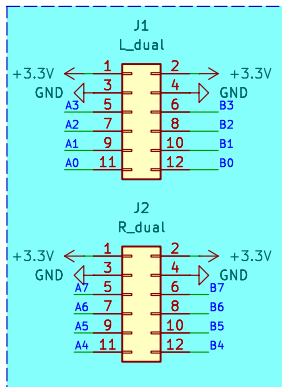 J1
L_dual
+3.3V 1 2 +3.3V
GND 3 4 GND
A3 5 6 B3
A2 7 8 B2
A1 9 10 B1
A0 11 12 B0
J2
R_dual
+3.3V 1 2 +3.3V
GND 3 4 GND
A7 5 6 B7
A6 7 8 B6
A5 9 10 B5
A4 11 12 B4